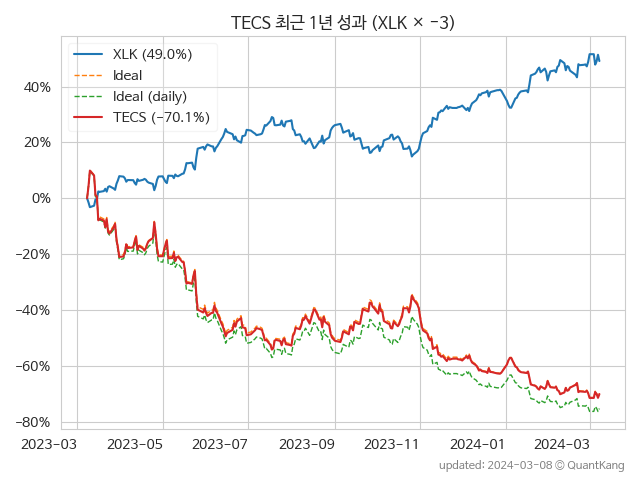 TECS 최근 1년 성과 (XLK × −3)
XLK (49.0%)
Ideal
Ideal (daily)
TECS (−70.1%)
40%
20%
0%
−20%
−40%
−60%
−80%
2023−03
2023−05
2023−07
2023−09
2023−11
2024−01
2024−03
updated: 2024−03−08 © QuantKang